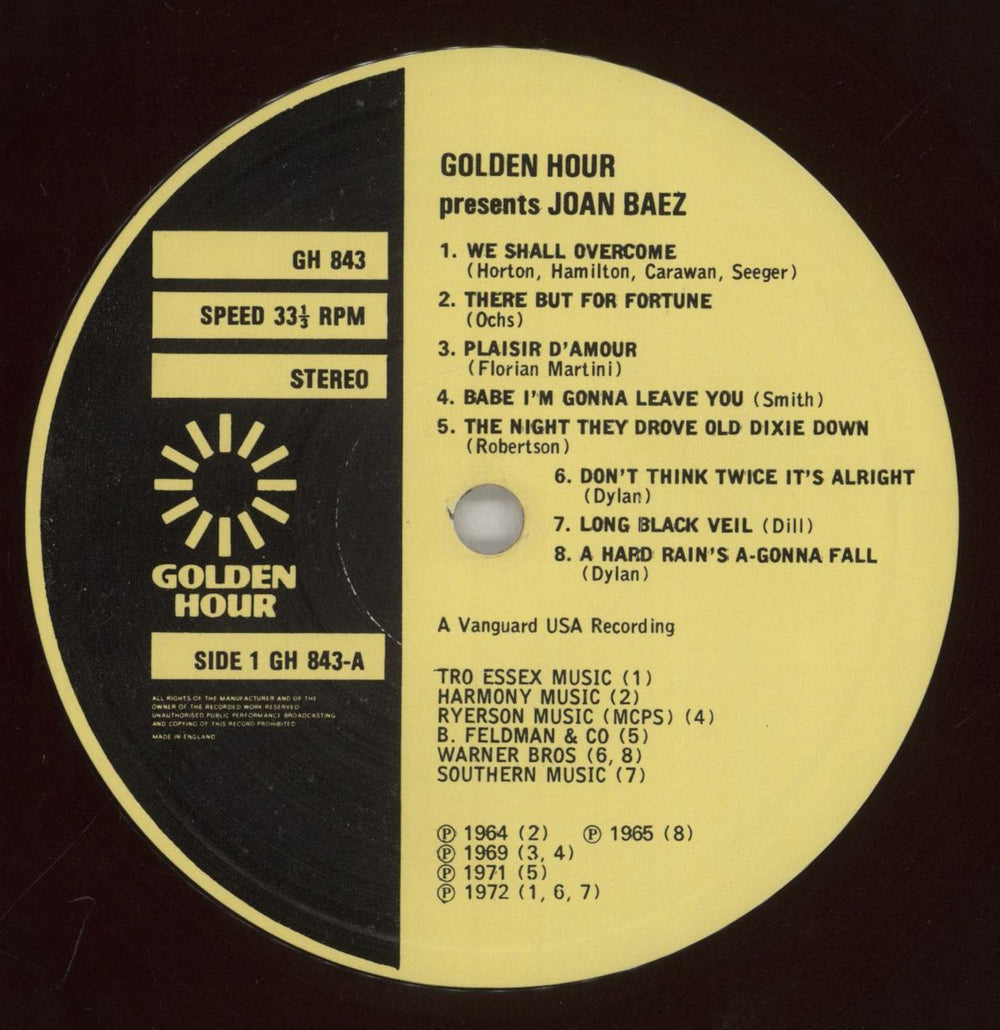 GOLDEN HOUR
presents JOAN BAEZ
1. WE SHALL OVERCOME
(Horton, Hamilton, Carawan, Seeger)
2. THERE BUT FOR FORTUNE
(Ochs)
3. PLAISIR D'AMOUR
(Florian Martini)
4. BABE I'M GONNA LEAVE YOU (Smith)
5. THE NIGHT THEY DROVE OLD DIXIE DOWN
(Robertson)
6. DON'T THINK TWICE IT'S ALRIGHT
(Dylan)
7. LONG BLACK VEIL (Dill)
8. A HARD RAIN'S A-GONNA FALL
(Dylan)
A Vanguard USA Recording
TRO ESSEX MUSIC (1)
HARMONY MUSIC (2)
RYERSON MUSIC (MCPS) (4)
B. FELDMAN & CO (5)
WARNER BROS (6, 8)
SOUTHERN MUSIC (7)
℗ 1964 (2) ℗ 1965 (8)
℗ 1969 (3, 4)
℗ 1971 (5)
℗ 1972 (1, 6, 7)
GH 843
SPEED 33⅓ RPM
STEREO
GOLDEN
HOUR
SIDE 1 GH 843-A
ALL RIGHTS OF THE MANUFACTURER AND OF THE
OWNER OF THE RECORDED WORK RESERVED
UNAUTHORISED PUBLIC PERFORMANCE BROADCASTING
AND COPYING OF THIS RECORD PROHIBITED
MADE IN ENGLAND